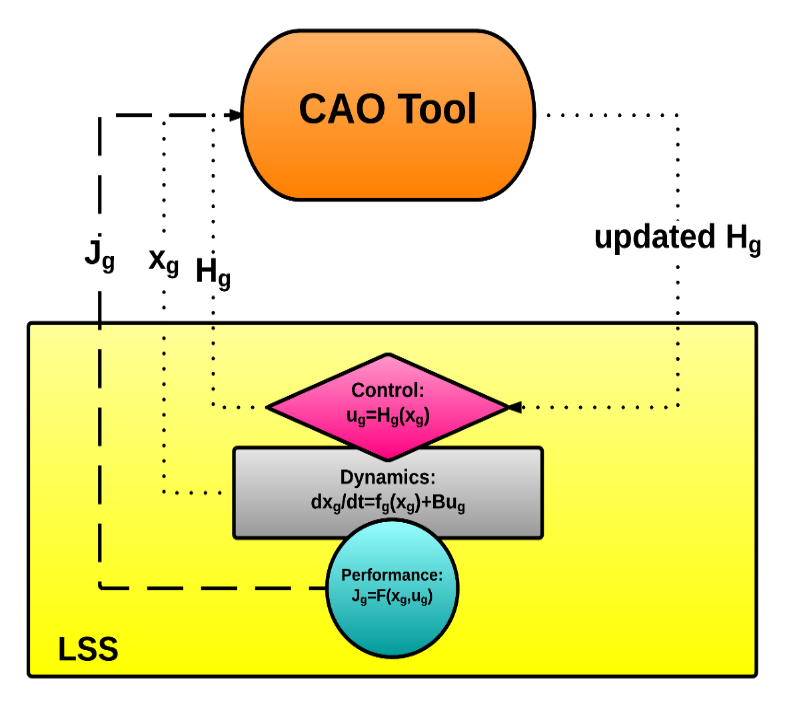 CAO Tool
updated Hg
Jg
xg
Hg
Control:
ug=Hg(xg)
Dynamics:
dxg/dt=fg(xg)+Bug
Performance:
Jg=F(xg,ug)
LSS